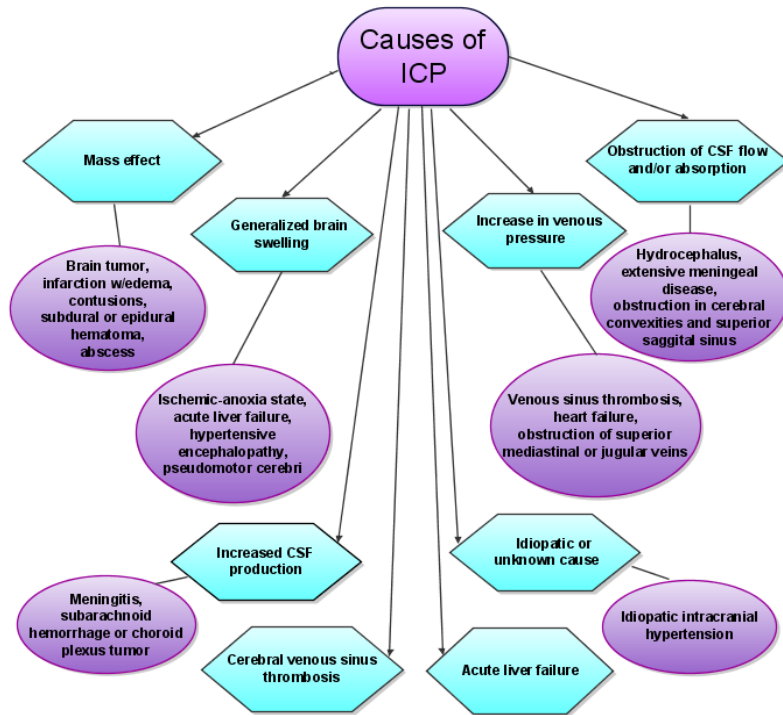 Causes of
ICP
Mass effect
Obstruction of CSF flow
and/or absorption
Generalized brain
swelling
Increase in venous
pressure
Brain tumor,
infarction w/edema,
contusions,
subdural or epidural
hematoma,
abscess
Hydrocephalus,
extensive meningeal
disease,
obstruction in cerebral
convexities and superior
saggital sinus
Ischemic-anoxia state,
acute liver failure,
hypertensive
encephalopathy,
pseudomotor cerebri
Venous sinus thrombosis,
heart failure,
obstruction of superior
mediastinal or jugular veins
Increased CSF
production
Idiopatic or
unknown cause
Meningitis,
subarachnoid
hemorrhage or choroid
plexus tumor
Idiopatic intracranial
hypertension
Cerebral venous sinus
thrombosis
Acute liver failure